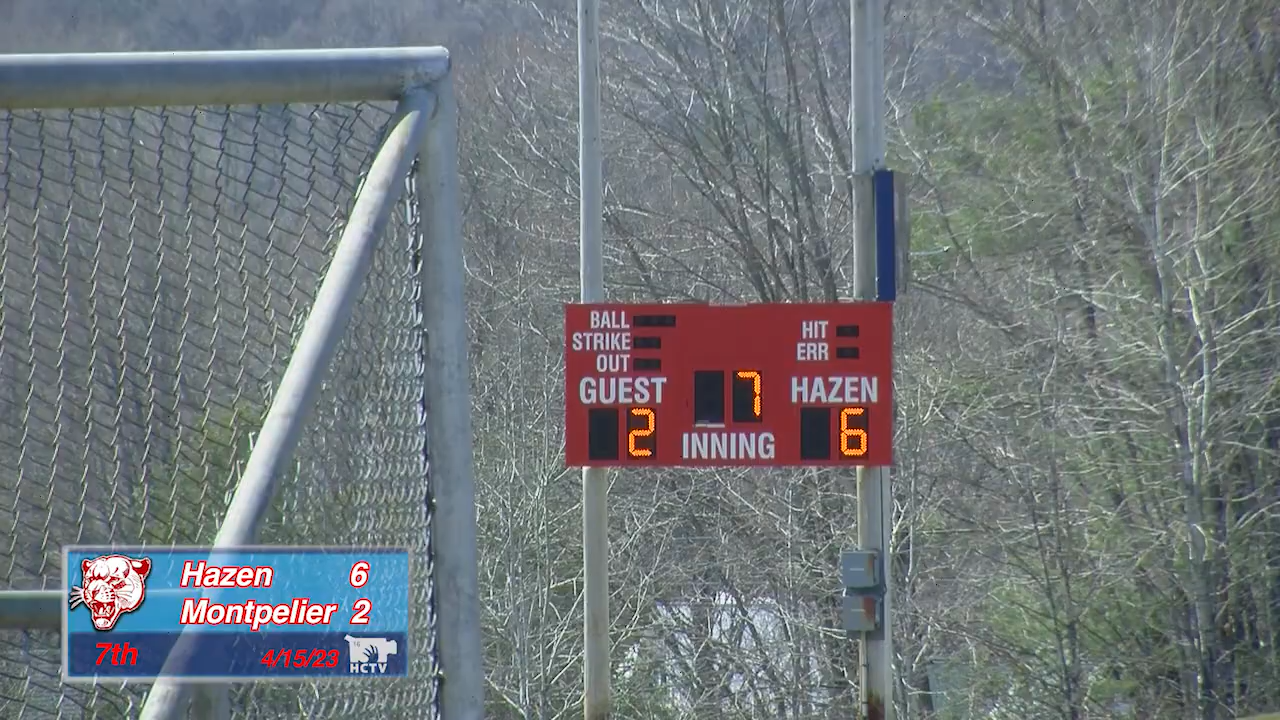 BALL
STRIKE
OUT
HIT
ERR
GUEST 7 HAZEN
2 INNING 6
Hazen 6
Montpelier 2
7th 4/15/23
16
HCTV